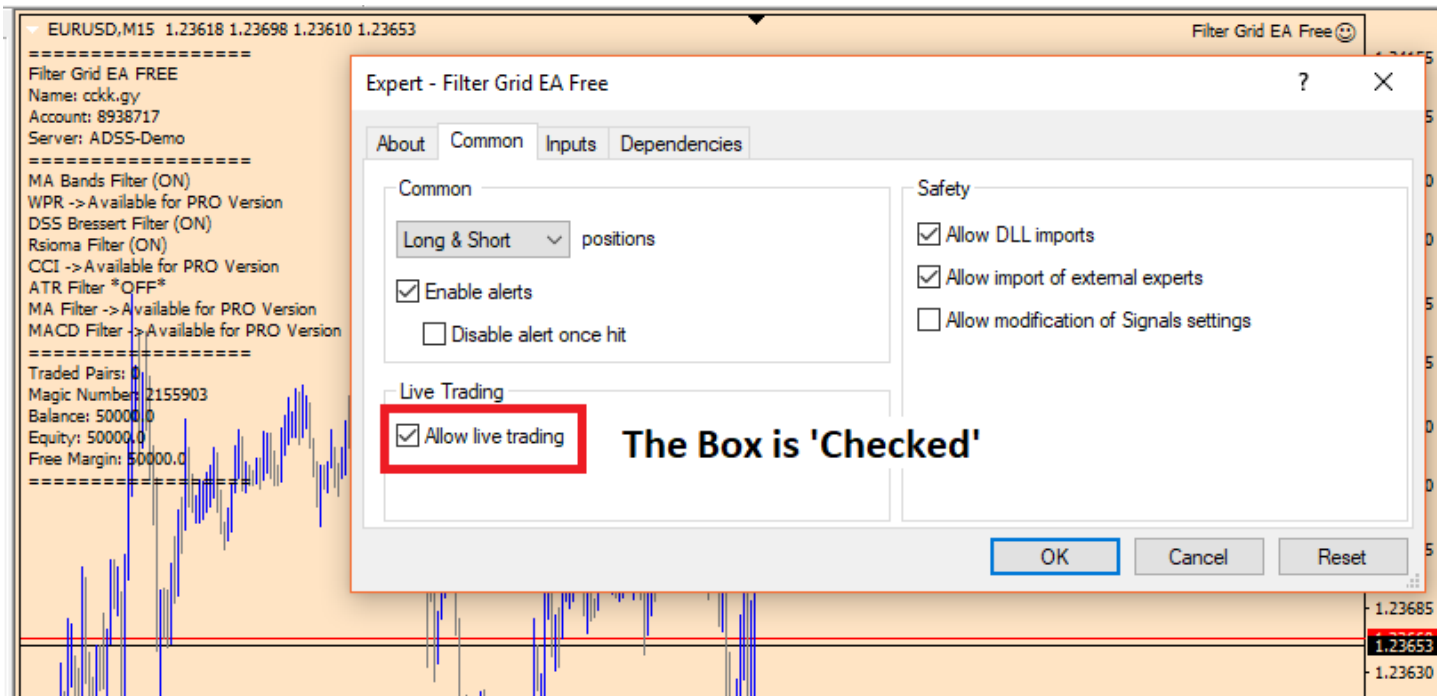 EURUSD,M15 1.23618 1.23698 1.23610 1.23653
Filter Grid EA Free☺
==================
Filter Grid EA FREE
Name: cckk.gy
Account: 8938717
Server: ADSS-Demo
==================
MA Bands Filter (ON)
WPR ->Available for PRO Version
DSS Bressert Filter (ON)
Rsioma Filter (ON)
CCI ->Available for PRO Version
ATR Filter *OFF*
MA Filter ->Available for PRO Version
MACD Filter ->Available for PRO Version
==================
Traded Pairs: 0
Magic Number: 2155903
Balance: 50000.0
Equity: 50000.0
Free Margin: 50000.0
==================
Expert - Filter Grid EA Free
?
About
Common
Inputs
Dependencies
Common
Long & Short
positions
Enable alerts
Disable alert once hit
Live Trading
Allow live trading
The Box is 'Checked'
Safety
Allow DLL imports
Allow import of external experts
Allow modification of Signals settings
OK
Cancel
Reset
1.23685
1.23653
1.23630